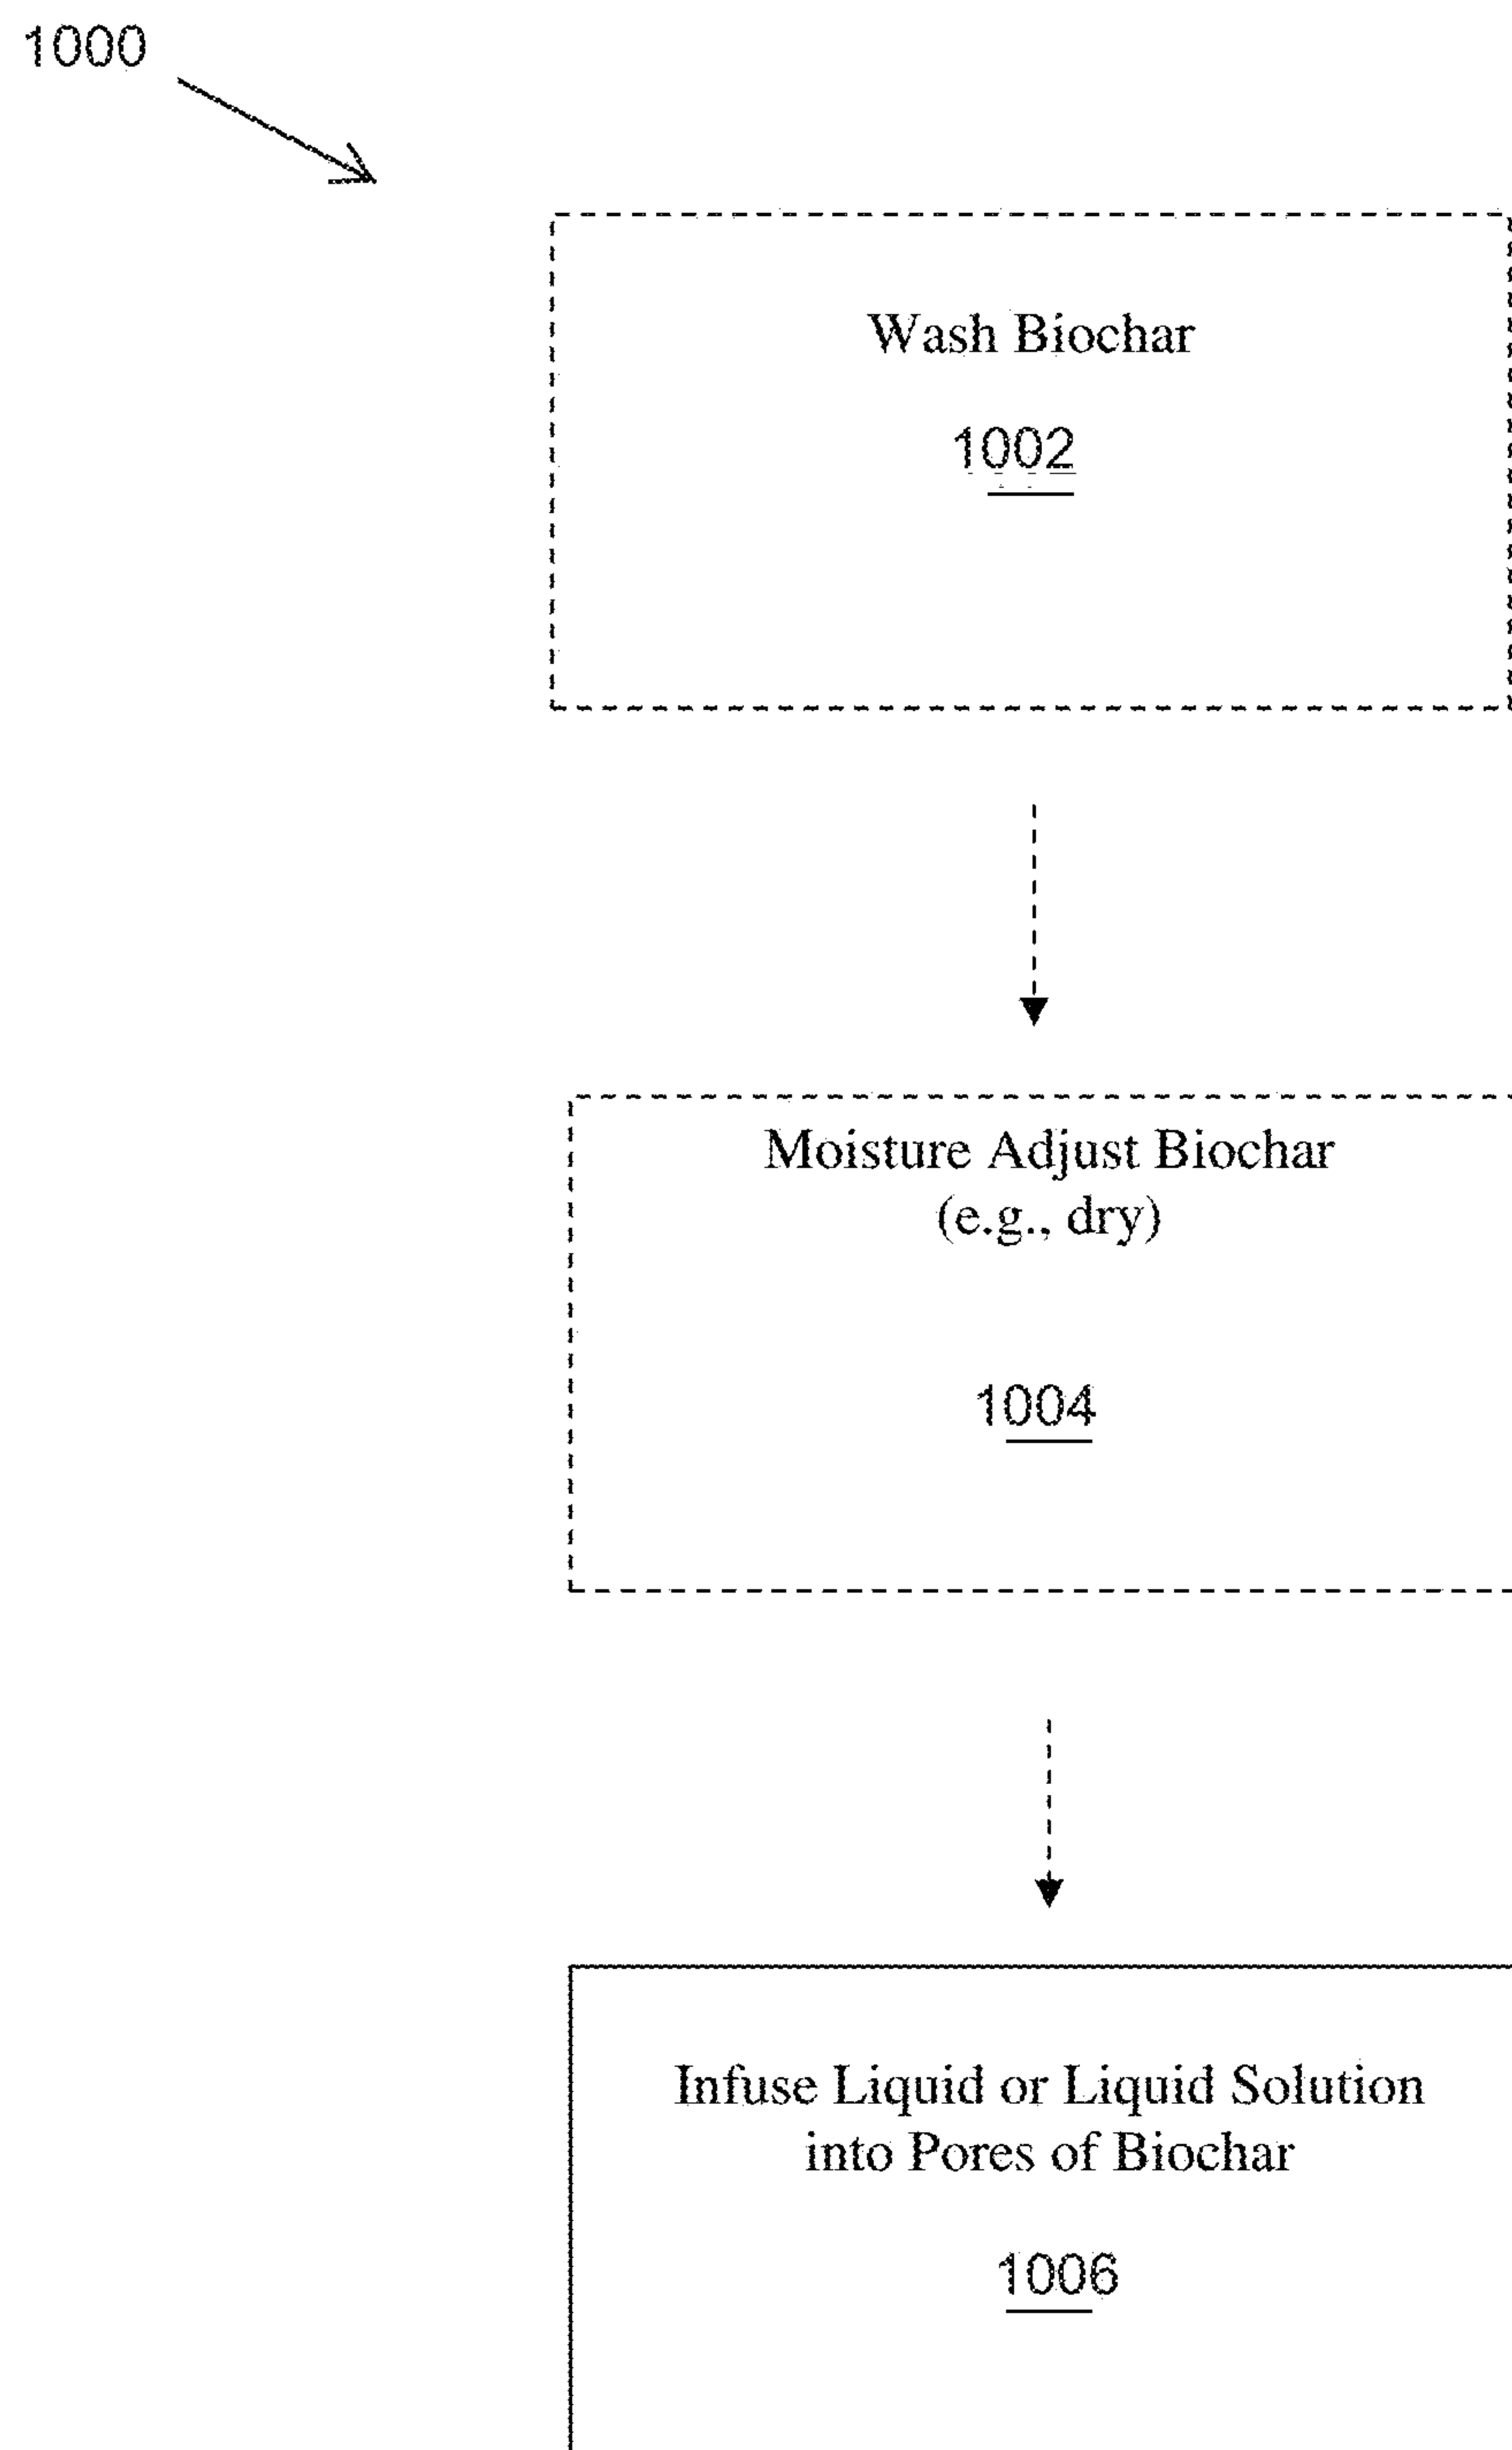 1000
Wash Biochar
1002
Moisture Adjust Biochar
(e.g., dry)
1004
Infuse Liquid or Liquid Solution
into Pores of Biochar
1006